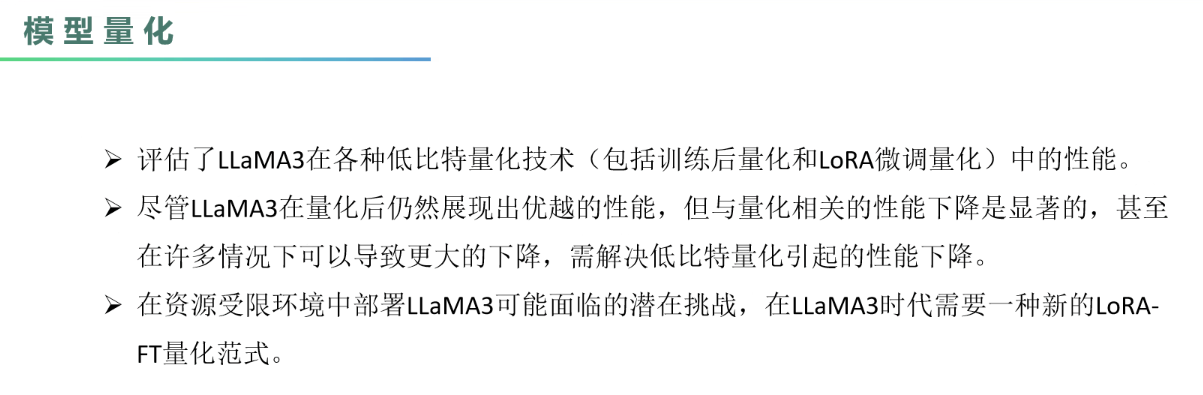 模型量化
➢ 评估了LLaMA3在各种低比特量化技术（包括训练后量化和LoRA微调量化）中的性能。
➢ 尽管LLaMA3在量化后仍然展现出优越的性能，但与量化相关的性能下降是显著的，甚至
在许多情况下可以导致更大的下降，需解决低比特量化引起的性能下降。
➢ 在资源受限环境中部署LLaMA3可能面临的潜在挑战，在LLaMA3时代需要一种新的LoRA-
FT量化范式。